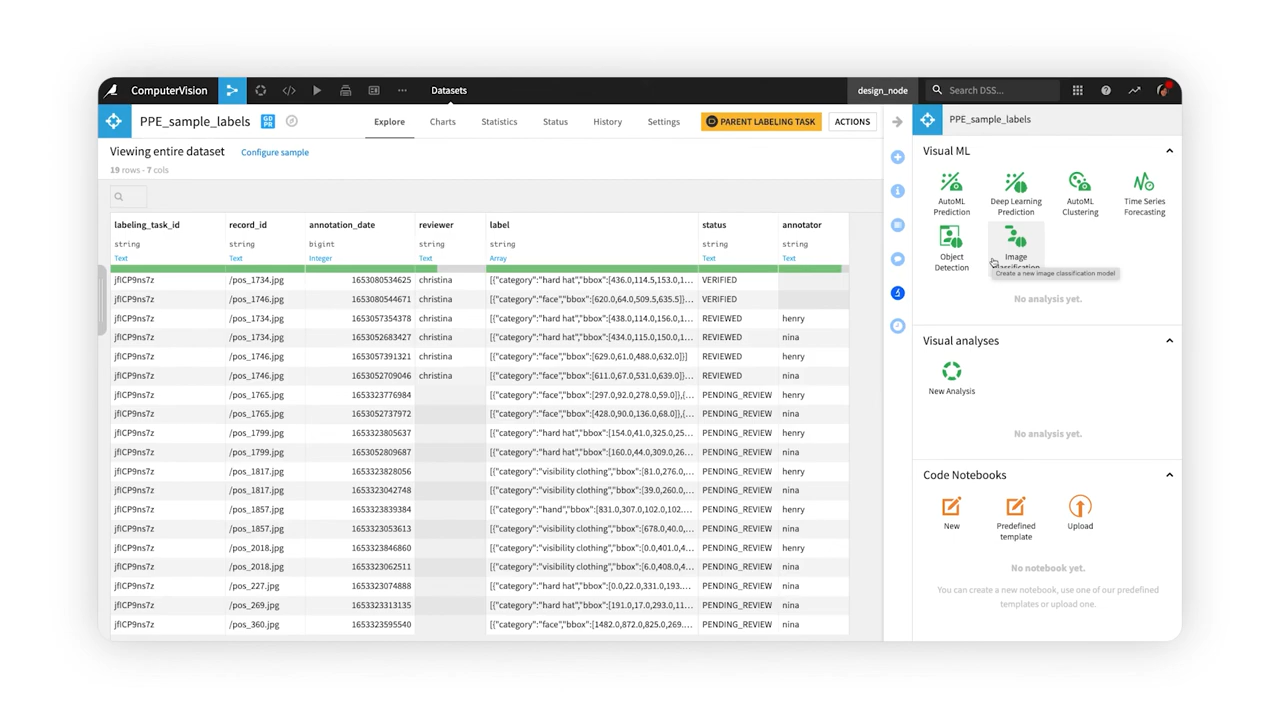 ComputerVision
Datasets
design_node
Search DSS...
PPE_sample_labels
GD
PR
Explore
Charts
Statistics
Status
History
Settings
PARENT LABELING TASK
ACTIONS
PPE_sample_labels
Viewing entire dataset
Configure sample
19 rows - 7 cols
labeling_task_id record_id annotation_date reviewer label status annotator
string string bigint string string string string
Text Text Integer Text Array Text Text
jflCP9ns7z /pos_1734.jpg 1653080534625 christina [{"category":"hard hat","bbox":[436.0,114.5,153.0,1... VERIFIED
jflCP9ns7z /pos_1746.jpg 1653080544671 christina [{"category":"face","bbox":[620.0,64.0,509.5,635.5]}... VERIFIED
jflCP9ns7z /pos_1734.jpg 1653057354378 christina [{"category":"hard hat","bbox":[438.0,114.0,156.0,1... REVIEWED henry
jflCP9ns7z /pos_1734.jpg 1653052683427 christina [{"category":"hard hat","bbox":[434.0,115.0,150.0,1... REVIEWED nina
jflCP9ns7z /pos_1746.jpg 1653057391321 christina [{"category":"face","bbox":[629.0,61.0,488.0,632.0]}] REVIEWED henry
jflCP9ns7z /pos_1746.jpg 1653052709046 christina [{"category":"face","bbox":[611.0,67.0,531.0,639.0]}... REVIEWED nina
jflCP9ns7z /pos_1765.jpg 1653323776984 [{"category":"face","bbox":[297.0,92.0,278.0,59.0]},{... PENDING_REVIEW henry
jflCP9ns7z /pos_1765.jpg 1653052737972 [{"category":"face","bbox":[428.0,90.0,136.0,68.0]},{... PENDING_REVIEW nina
jflCP9ns7z /pos_1799.jpg 1653323805637 [{"category":"hard hat","bbox":[154.0,41.0,325.0,25... PENDING_REVIEW henry
jflCP9ns7z /pos_1799.jpg 1653052809687 [{"category":"hard hat","bbox":[160.0,44.0,309.0,26... PENDING_REVIEW nina
jflCP9ns7z /pos_1817.jpg 1653323828056 [{"category":"visibility clothing","bbox":[81.0,276.0,... PENDING_REVIEW henry
jflCP9ns7z /pos_1817.jpg 1653323042748 [{"category":"visibility clothing","bbox":[39.0,260.0,... PENDING_REVIEW nina
jflCP9ns7z /pos_1857.jpg 1653323839384 [{"category":"hand","bbox":[831.0,307.0,102.0,102.... PENDING_REVIEW henry
jflCP9ns7z /pos_1857.jpg 1653323053613 [{"category":"visibility clothing","bbox":[678.0,40.0,... PENDING_REVIEW nina
jflCP9ns7z /pos_2018.jpg 1653323846860 [{"category":"visibility clothing","bbox":[0.0,401.0,4... PENDING_REVIEW henry
jflCP9ns7z /pos_2018.jpg 1653323062511 [{"category":"visibility clothing","bbox":[6.0,408.0,4... PENDING_REVIEW nina
jflCP9ns7z /pos_227.jpg 1653323074888 [{"category":"hard hat","bbox":[0.0,22.0,331.0,193.... PENDING_REVIEW nina
jflCP9ns7z /pos_269.jpg 1653323313135 [{"category":"hard hat","bbox":[191.0,17.0,293.0,11... PENDING_REVIEW nina
jflCP9ns7z /pos_360.jpg 1653323595540 [{"category":"face","bbox":[1482.0,872.0,825.0,269.... PENDING_REVIEW nina
Visual ML
AutoML
Prediction
Deep Learning
Prediction
AutoML
Clustering
Time Series
Forecasting
Object
Detection
Image
Classification
Create a new image classification model
No analysis yet.
Visual analyses
New Analysis
No analysis yet.
Code Notebooks
New
Predefined
template
Upload
No notebook yet.
You can create a new notebook, use one of our predefined
templates or upload one.